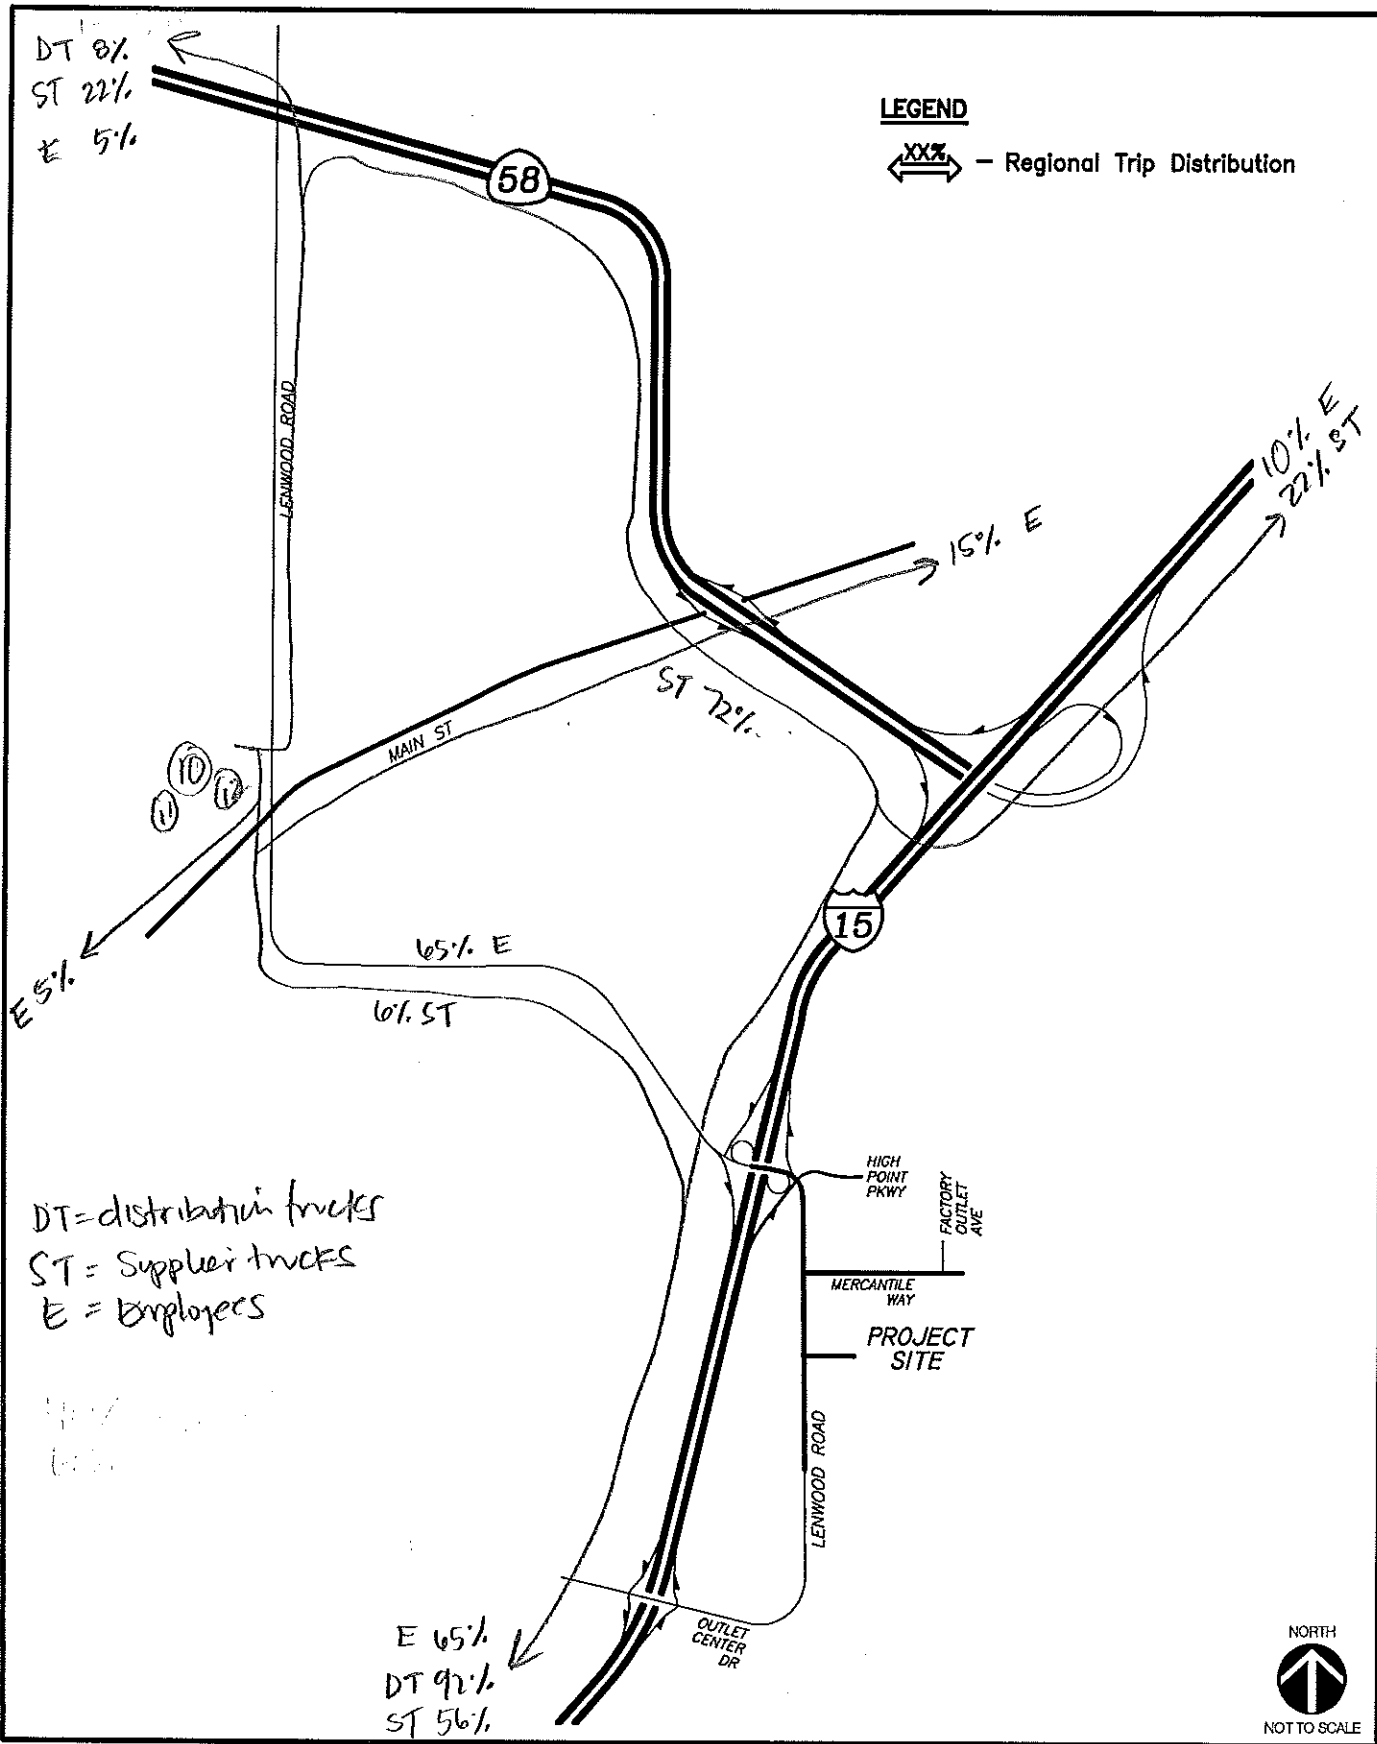 DT 8%
ST 22%
E 5%
LEGEND
XX% – Regional Trip Distribution
58
LENWOOD ROAD
10% E
22% ST
15% E
ST 72%
MAIN ST
10
11
12
15
E 5%
65% E
6% ST
HIGH
POINT
PKWY
FACTORY
OUTLET
AVE
MERCANTILE
WAY
PROJECT
SITE
DT = distribution trucks
ST = Supplier trucks
E = Employees
LENWOOD ROAD
OUTLET
CENTER
DR
E 65%
DT 92%
ST 56%
NORTH
NOT TO SCALE